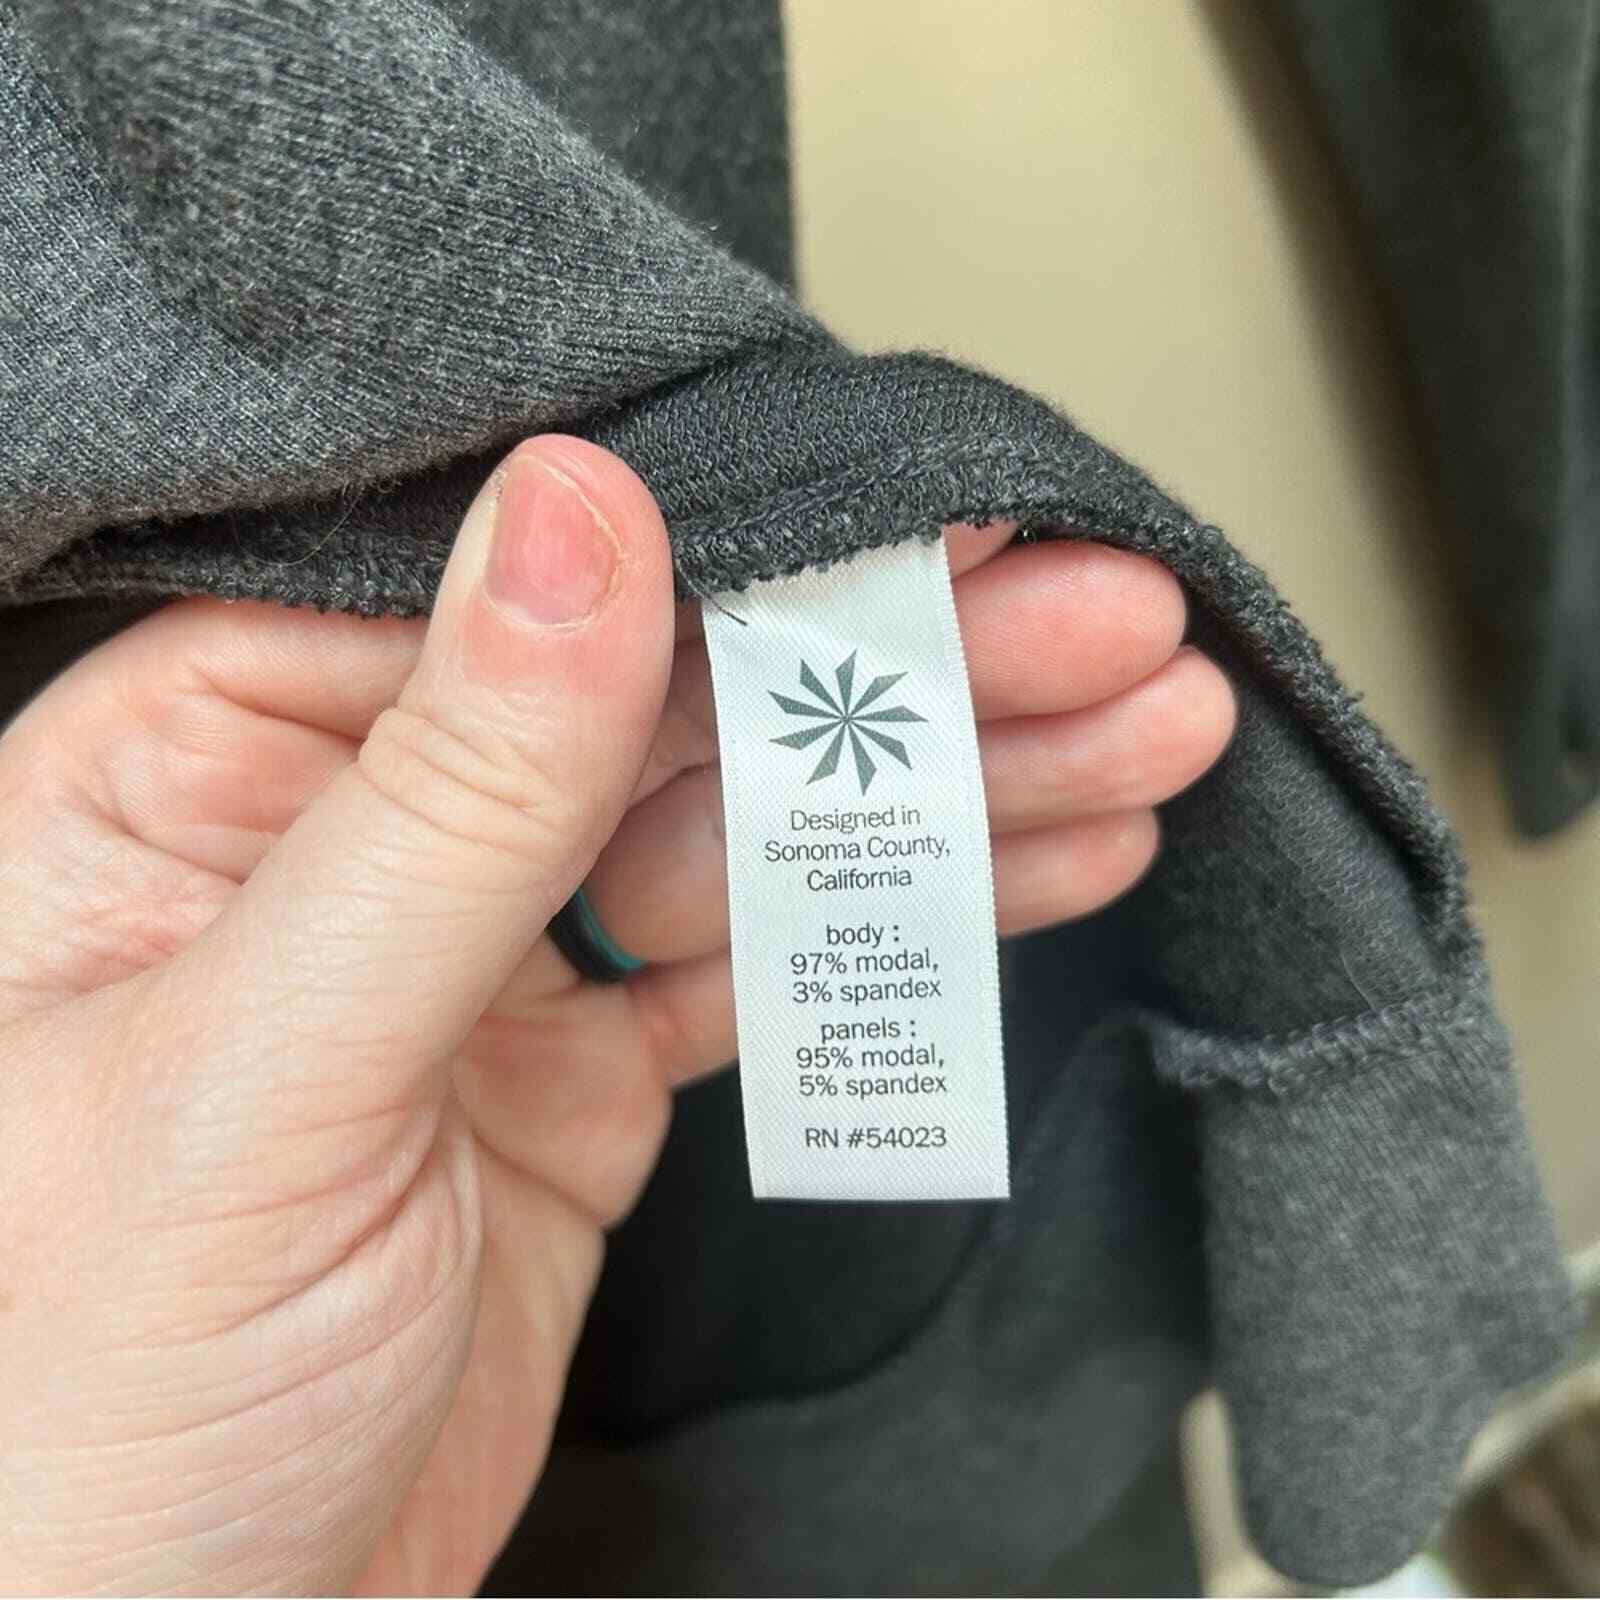 Designed in
Sonoma County,
California
body :
97% modal,
3% spandex
panels :
95% modal,
5% spandex
RN #54023